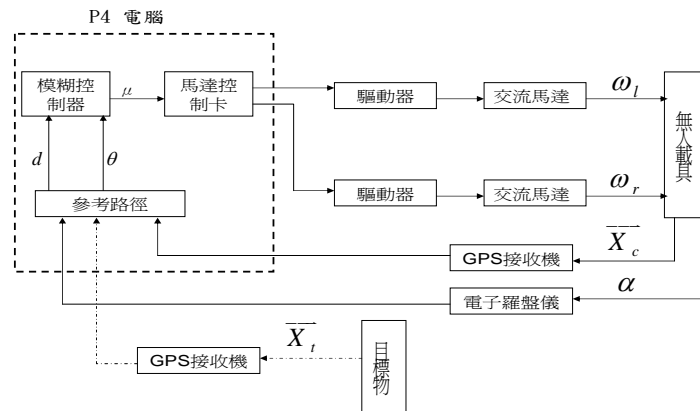 P4 電腦
模糊控
制器
μ
馬達控
制卡
驅動器
交流馬達
ω_l
無人載具
d
θ
驅動器
交流馬達
ω_r
參考路徑
X_c
GPS接收機
α
電子羅盤儀
X_t
GPS接收機
目標物